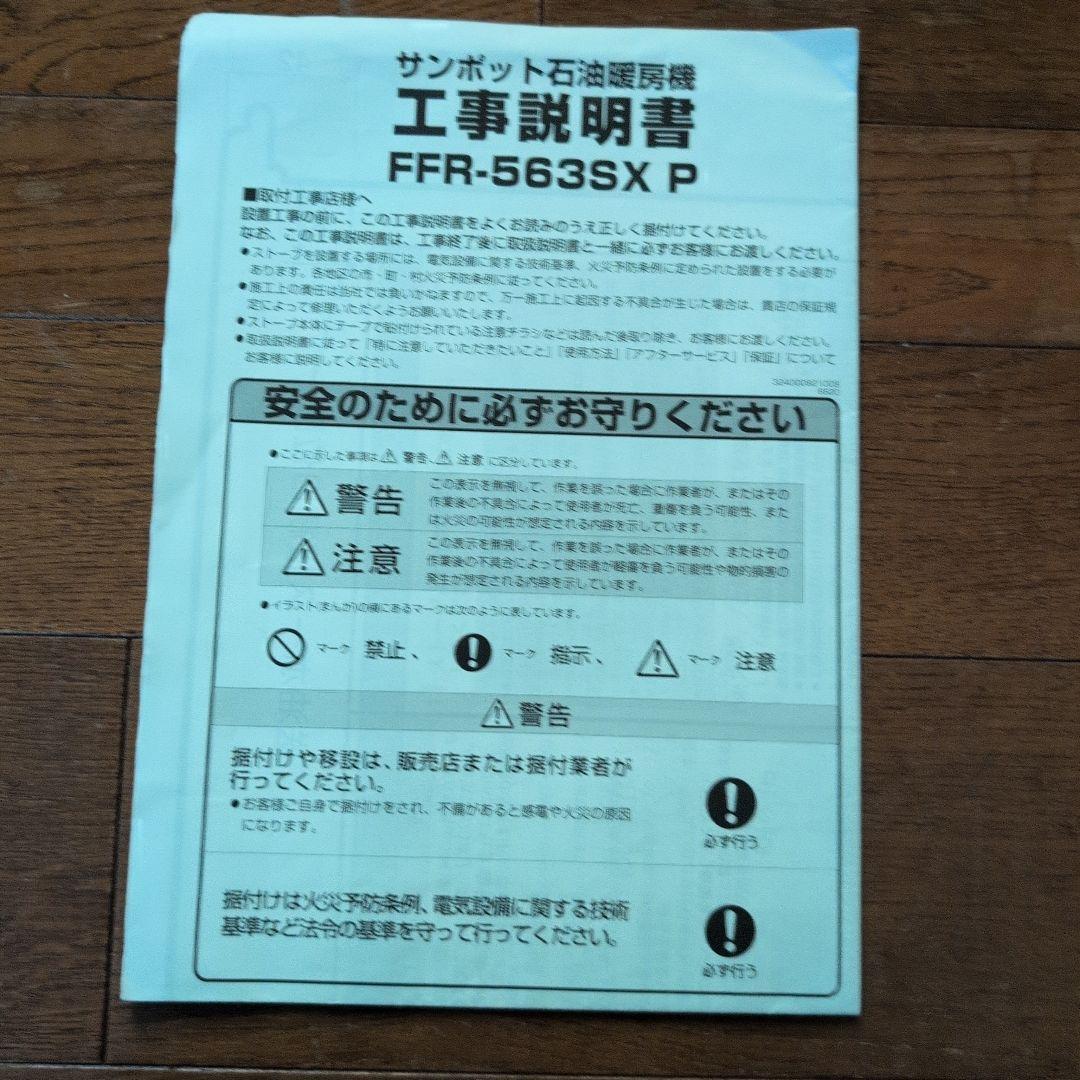 サンポット石油暖房機
工事説明書
FFR-563SX P
■取付工事店様へ
設置工事の前に、この工事説明書をよくお読みのうえ正しく据付けてください。
なお、この工事説明書は、工事終了後に取扱説明書と一緒に必ずお客様にお渡しください。
●ストーブを設置する場所には、電気設備に関する技術基準、火災予防条例に定められた設置をする必要が
あります。各地区の市・町・村火災予防条例に従ってください。
●施工上の責任は当社では負いかねますので、万一施工上に起因する不具合が生じた場合は、貴店の保証規
定によって修理いただくようお願いいたします。
●ストーブ本体にテープで貼付けられている注意チラシなどは読んだ後取り除き、お客様にお渡しください。
●取扱説明書に従って「特に注意していただきたいこと」「使用方法」「アフターサービス」「保証」について
お客様に説明してください。
安全のために必ずお守りください
●ここに示した事項は⚠警告、⚠注意に区分しています。
⚠警告
この表示を無視して、作業を誤った場合に作業者が、またはその
作業後の不具合によって使用者が死亡、重傷を負う可能性、また
は火災の可能性が想定される内容を示しています。
⚠注意
この表示を無視して、作業を誤った場合に作業者が、またはその
作業後の不具合によって使用者が軽傷を負う可能性や物的損害の
発生が想定される内容を示しています。
●イラスト(まんが)の横にあるマークは次のように表しています。
マーク 禁止、 マーク 指示、 ⚠ マーク 注意
⚠警告
据付けや移設は、販売店または据付業者が
行ってください。
●お客様ご自身で据付けをされ、不備があると感電や火災の原因
になります。
必ず行う
据付けは火災予防条例、電気設備に関する技術
基準など法令の基準を守って行ってください。
必ず行う